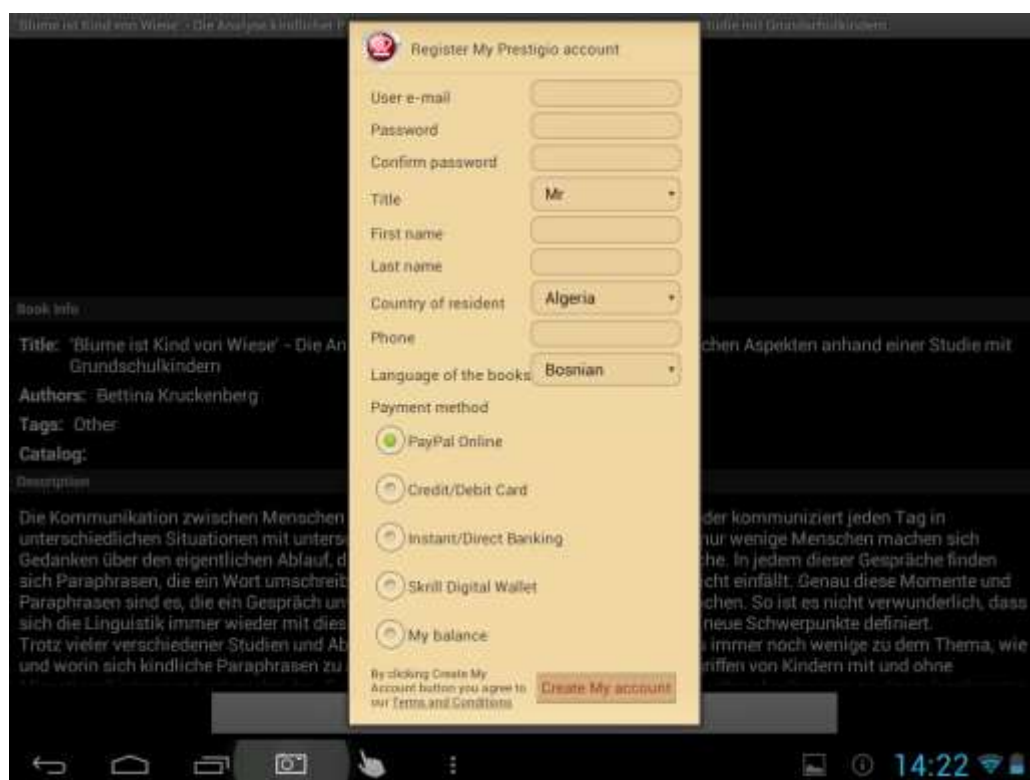 Blume ist Kind von Wiese' - Die Analyse kindlicher
Studie mit Grundschulkindern
Register My Prestigio account
User e-mail
Password
Confirm password
Title
Mr
First name
Last name
Country of resident
Algeria
Phone
Language of the books
Bosnian
Payment method
PayPal Online
Credit/Debit Card
Instant/Direct Banking
Skrill Digital Wallet
My balance
By clicking Create My
Account button you agree to
our Terms and Conditions
Create My account
Book Info
Title: 'Blume ist Kind von Wiese' - Die An
chen Aspekten anhand einer Studie mit
Grundschulkindern
Authors: Bettina Kruckenberg
Tags: Other
Catalog:
Description
Die Kommunikation zwischen Menschen
der kommuniziert jeden Tag in
unterschiedlichen Situationen mit unters
nur wenige Menschen machen sich
Gedanken über den eigentlichen Ablauf, d
che. In jedem dieser Gespräche finden
sich Paraphrasen, die ein Wort umschreib
cht einfällt. Genau diese Momente und
Paraphrasen sind es, die ein Gespräch un
chen. So ist es nicht verwunderlich, dass
sich die Linguistik immer wieder mit dies
neue Schwerpunkte definiert.
Trotz vieler verschiedener Studien und Ab
immer noch wenige zu dem Thema, wie
und worin sich kindliche Paraphrasen zu
riffen von Kindern mit und ohne
14:22